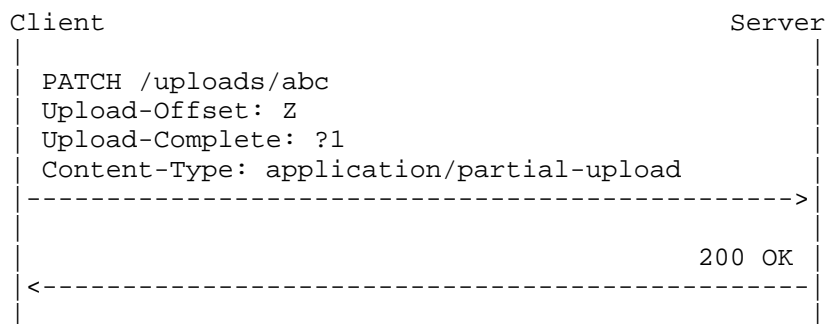 Client Server
PATCH /uploads/abc
Upload-Offset: Z
Upload-Complete: ?1
Content-Type: application/partial-upload
200 OK